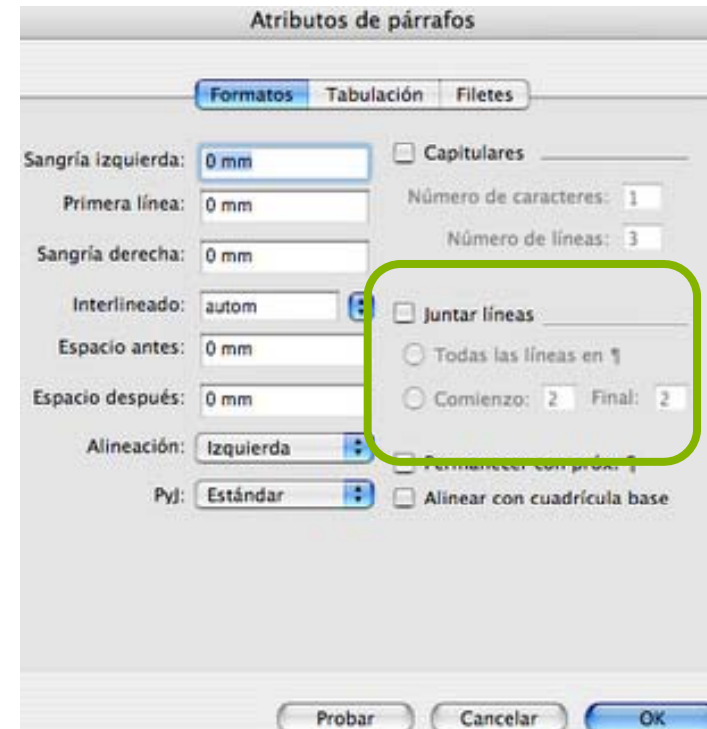 Atributos de párrafos
Formatos Tabulación Filetes
Sangría izquierda: 0 mm
Primera línea: 0 mm
Sangría derecha: 0 mm
Interlineado: autom
Espacio antes: 0 mm
Espacio después: 0 mm
Alineación: Izquierda
PyJ: Estándar
Capitulares
Número de caracteres: 1
Número de líneas: 3
Juntar líneas
Todas las líneas en ¶
Comienzo: 2 Final: 2
Permanecer con próx. ¶
Alinear con cuadrícula base
Probar Cancelar OK